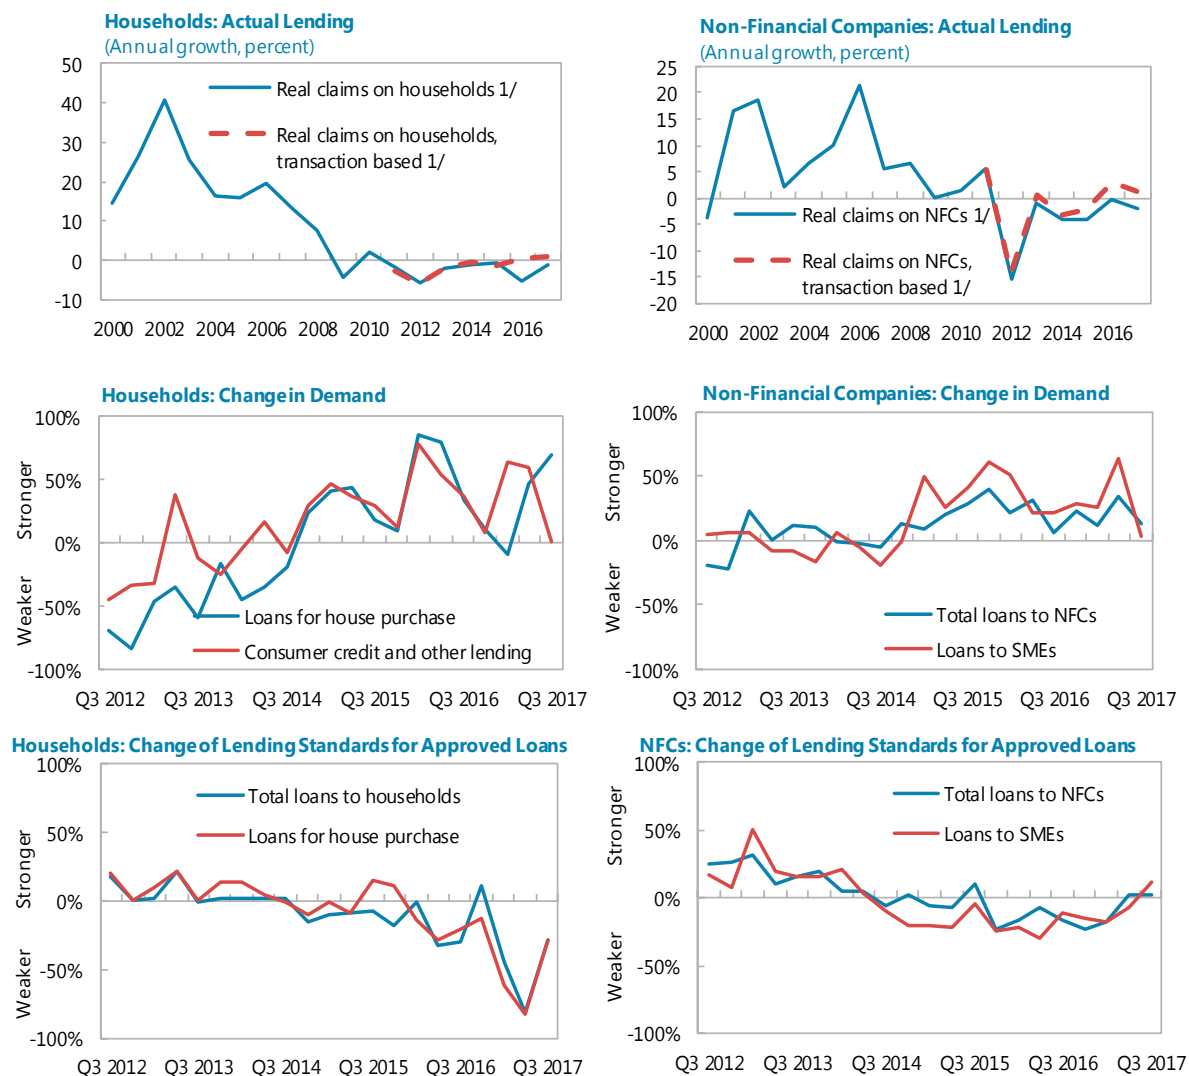 Households: Actual Lending
(Annual growth, percent)
50
40
30
20
10
0
-10
Real claims on households 1/
Real claims on households,
transaction based 1/
2000 2002 2004 2006 2008 2010 2012 2014 2016
Non-Financial Companies: Actual Lending
(Annual growth, percent)
25
20
15
10
5
0
-5
-10
-15
-20
Real claims on NFCs 1/
Real claims on NFCs,
transaction based 1/
2000 2002 2004 2006 2008 2010 2012 2014 2016
Households: Change in Demand
100%
50%
0%
-50%
-100%
Stronger
Weaker
Loans for house purchase
Consumer credit and other lending
Q3 2012 Q3 2013 Q3 2014 Q3 2015 Q3 2016 Q3 2017
Non-Financial Companies: Change in Demand
100%
50%
0%
-50%
-100%
Stronger
Weaker
Total loans to NFCs
Loans to SMEs
Q3 2012 Q3 2013 Q3 2014 Q3 2015 Q3 2016 Q3 2017
Households: Change of Lending Standards for Approved Loans
100%
50%
0%
-50%
-100%
Stronger
Weaker
Total loans to households
Loans for house purchase
Q3 2012 Q3 2013 Q3 2014 Q3 2015 Q3 2016 Q3 2017
NFCs: Change of Lending Standards for Approved Loans
100%
50%
0%
-50%
-100%
Stronger
Weaker
Total loans to NFCs
Loans to SMEs
Q3 2012 Q3 2013 Q3 2014 Q3 2015 Q3 2016 Q3 2017